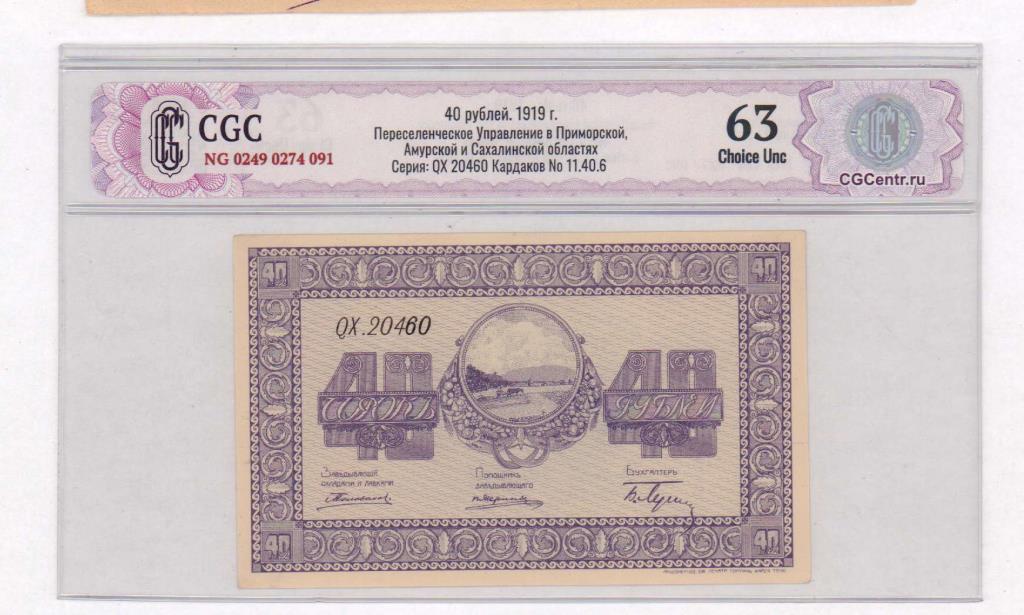 CGC
NG 0249 0274 091
40 рублей. 1919 г.
Переселенческое Управление в Приморской,
Амурской и Сахалинской областях
Серия: QX 20460 Кардаков No 11.40.6
63
Choice Unc
CGCentr.ru
40 40
QX.20460
40 40
СОРОКЪ РУБЛЕЙ
Завѣдывающiй
складами и лавками
Помощникъ
завѣдывающаго
Бухгалтеръ
40 40